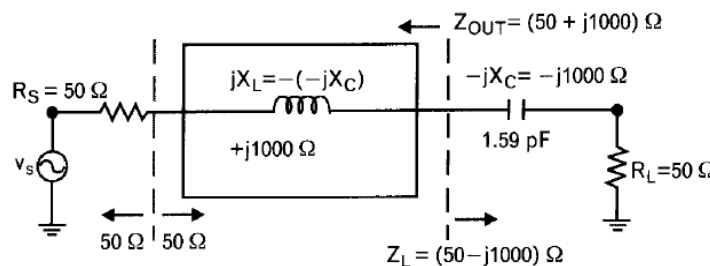 Z_OUT = (50 + j1000) Ω
jX_L=−(−jX_C)
−jX_C= −j1000 Ω
R_S = 50 Ω
+j1000 Ω
1.59 pF
v_s
R_L=50 Ω
50 Ω
50 Ω
Z_L = (50−j1000) Ω